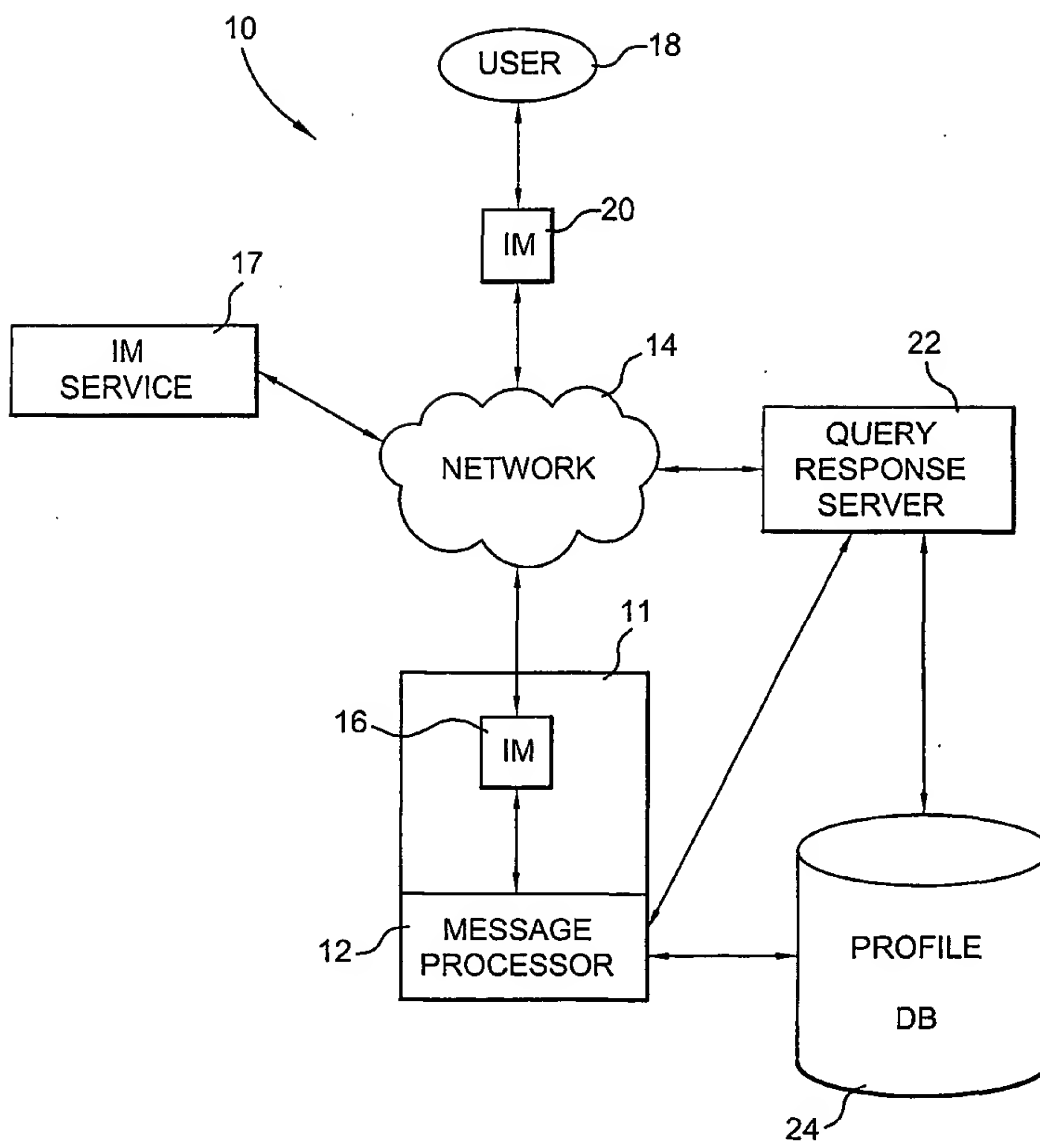 10
USER
18
IM
20
17
IM
SERVICE
14
NETWORK
22
QUERY
RESPONSE
SERVER
11
16
IM
12
MESSAGE
PROCESSOR
PROFILE
DB
24